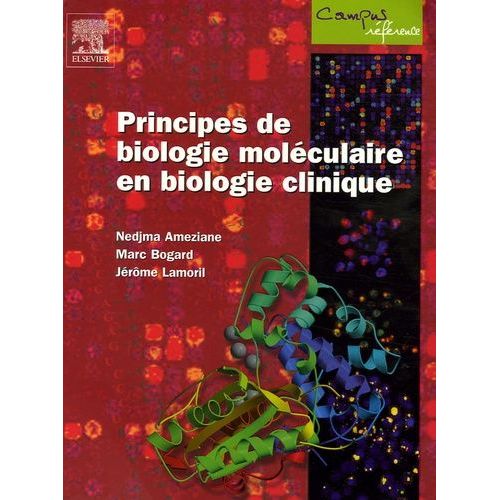 ELSEVIER
Campus
référence
Principes de
biologie moléculaire
en biologie clinique
Nedjma Ameziane
Marc Bogard
Jérôme Lamoril